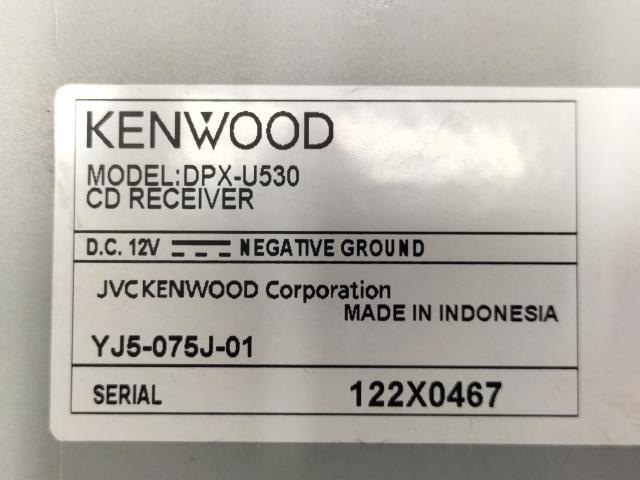 KENWOOD
MODEL:DPX-U530
CD RECEIVER
D.C. 12V NEGATIVE GROUND
JVCKENWOOD Corporation
MADE IN INDONESIA
YJ5-075J-01
SERIAL 122X0467